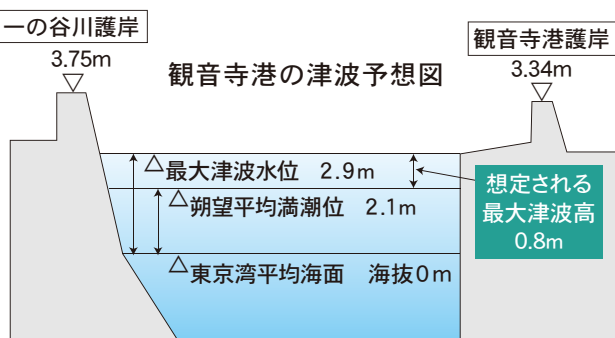 一の谷川護岸
3.75m
観音寺港の津波予想図
観音寺港護岸
3.34m
最大津波水位 2.9m
朔望平均満潮位 2.1m
東京湾平均海面 海抜0m
想定される
最大津波高
0.8m